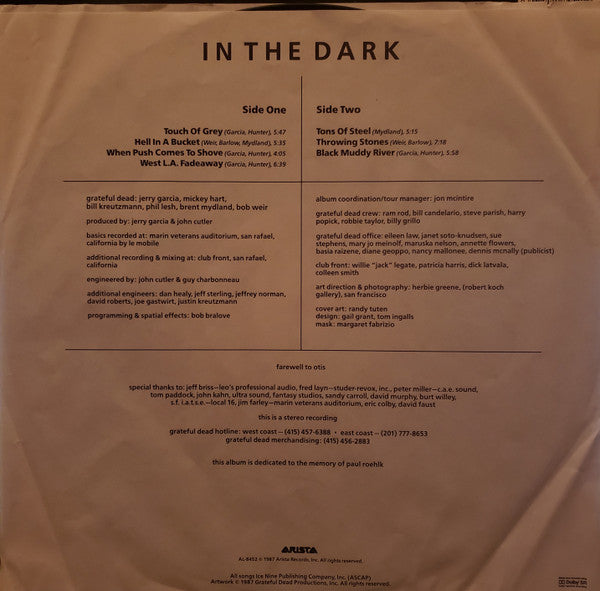 IN THE DARK
Side One
Touch Of Grey (Garcia, Hunter), 5:47
Hell In A Bucket (Weir, Barlow, Mydland), 5:35
When Push Comes To Shove (Garcia, Hunter), 4:05
West L.A. Fadeaway (Garcia, Hunter), 6:39
Side Two
Tons Of Steel (Mydland), 5:15
Throwing Stones (Weir, Barlow), 7:18
Black Muddy River (Garcia, Hunter), 5:58
grateful dead: jerry garcia, mickey hart,
bill kreutzmann, phil lesh, brent mydland, bob weir
produced by: jerry garcia & john cutler
basics recorded at: marin veterans auditorium, san rafael,
california by le mobile
additional recording & mixing at: club front, san rafael,
california
engineered by: john cutler & guy charbonneau
additional engineers: dan healy, jeff sterling, jeffrey norman,
david roberts, joe gastwirt, justin kreutzmann
programming & spatial effects: bob bralove
album coordination/tour manager: jon mcintire
grateful dead crew: ram rod, bill candelario, steve parish, harry
popick, robbie taylor, billy grillo
grateful dead office: eileen law, janet soto-knudsen, sue
stephens, mary jo meinolf, maruska nelson, annette flowers,
basia raizene, diane geoppo, nancy mallonee, dennis mcnally (publicist)
club front: willie "jack" legate, patricia harris, dick latvala,
colleen smith
art direction & photography: herbie greene, (robert koch
gallery), san francisco
cover art: randy tuten
design: gail grant, tom ingalls
mask: margaret fabrizio
farewell to otis
special thanks to: jeff briss—leo's professional audio, fred layn—studer-revox, inc., peter miller—c.a.e. sound,
tom paddock, john kahn, ultra sound, fantasy studios, sandy carroll, david murphy, burt willey,
s.f. i.a.t.s.e.—local 16, jim farley—marin veterans auditorium, eric colby, david faust
this is a stereo recording
grateful dead hotline: west coast—(415) 457-6388 • east coast—(201) 777-8653
grateful dead merchandising: (415) 456-2883
this album is dedicated to the memory of paul roehlk
ARISTA
AL-8452 © 1987 Arista Records, Inc. All rights reserved.
All songs Ice Nine Publishing Company, Inc. (ASCAP)
Artwork © 1987 Grateful Dead Productions, Inc. All rights reserved.
Dolby SR